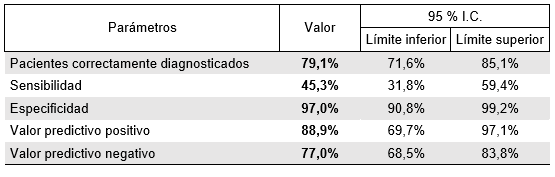 Parámetros Valor 95 % I.C.
Límite inferior Límite superior
Pacientes correctamente diagnosticados 79,1% 71,6% 85,1%
Sensibilidad 45,3% 31,8% 59,4%
Especificidad 97,0% 90,8% 99,2%
Valor predictivo positivo 88,9% 69,7% 97,1%
Valor predictivo negativo 77,0% 68,5% 83,8%